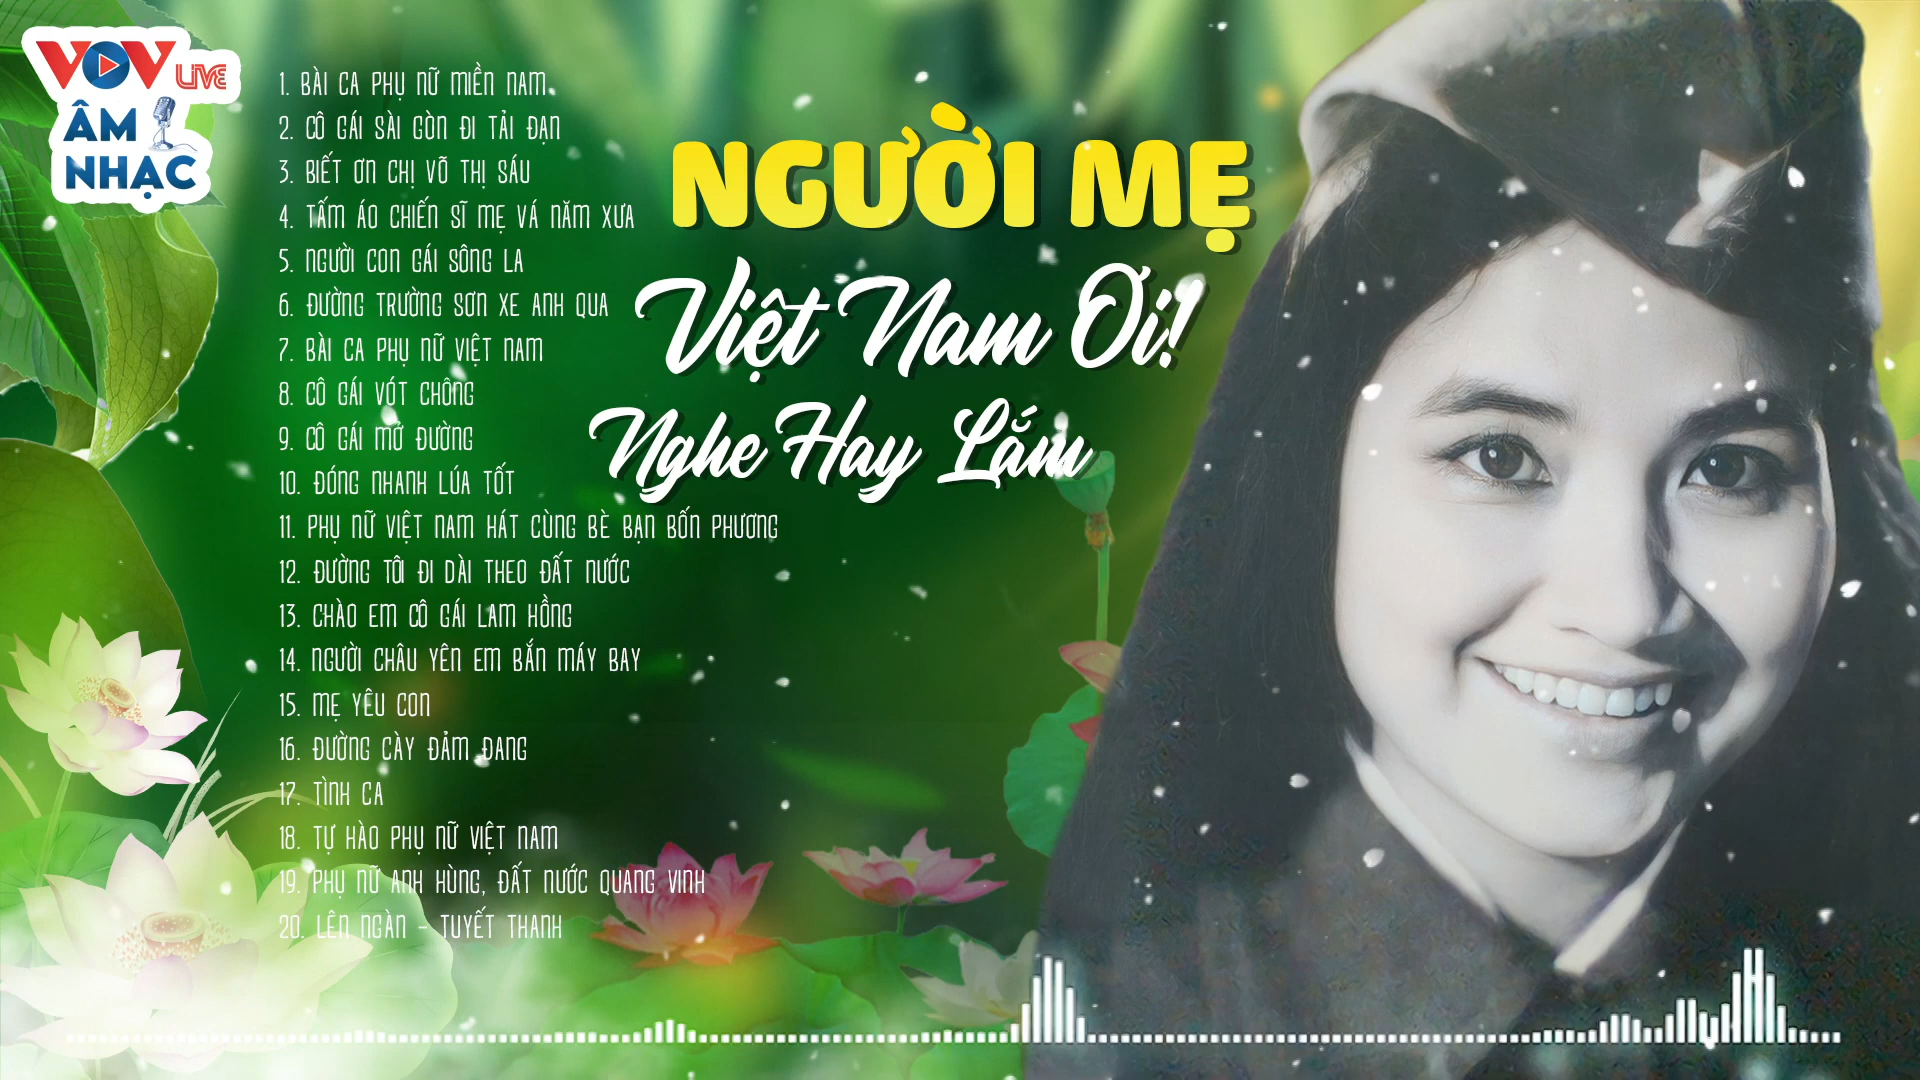 VOV LIVE
ÂM
NHẠC
1. BÀI CA PHỤ NỮ MIỀN NAM
2. CÔ GÁI SÀI GÒN ĐI TẢI ĐẠN
3. BIẾT ƠN CHỊ VÕ THỊ SÁU
4. TẤM ÁO CHIẾN SĨ MẸ VÁ NĂM XƯA
5. NGƯỜI CON GÁI SÔNG LA
6. ĐƯỜNG TRƯỜNG SƠN XE ANH QUA
7. BÀI CA PHỤ NỮ VIỆT NAM
8. CÔ GÁI VÓT CHÔNG
9. CÔ GÁI MỞ ĐƯỜNG
10. ĐÓNG NHANH LÚA TỐT
11. PHỤ NỮ VIỆT NAM HÁT CÙNG BÈ BẠN BỐN PHƯƠNG
12. ĐƯỜNG TÔI ĐI DÀI THEO ĐẤT NƯỚC
13. CHÀO EM CÔ GÁI LAM HỒNG
14. NGƯỜI CHÂU YÊN EM BẮN MÁY BAY
15. MẸ YÊU CON
16. ĐƯỜNG CÀY ĐẢM ĐANG
17. TÌNH CA
18. TỰ HÀO PHỤ NỮ VIỆT NAM
19. PHỤ NỮ ANH HÙNG, ĐẤT NƯỚC QUANG VINH
20. LÊN NGÀN - TUYẾT THANH
NGƯỜI MẸ
Việt Nam Ơi!
Nghe Hay Lắm